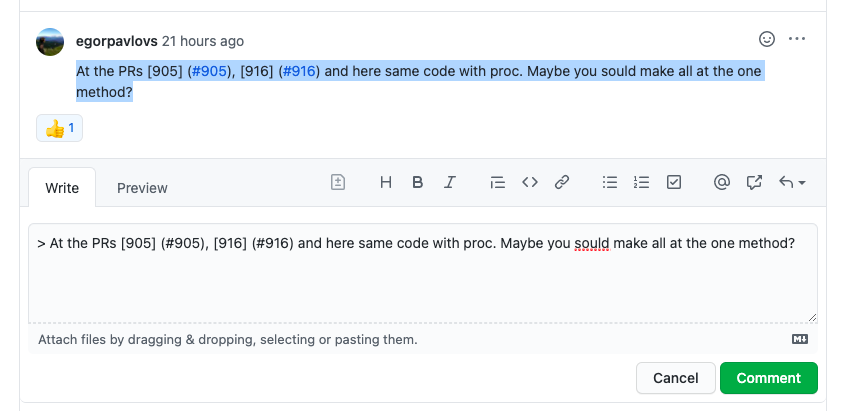 egorpavlovs 21 hours ago
At the PRs [905] (#905), [916] (#916) and here same code with proc. Maybe you sould make all at the one
method?
👍 1
Write
Preview
H B I
> At the PRs [905] (#905), [916] (#916) and here same code with proc. Maybe you sould make all at the one method?
Attach files by dragging & dropping, selecting or pasting them.
Cancel
Comment